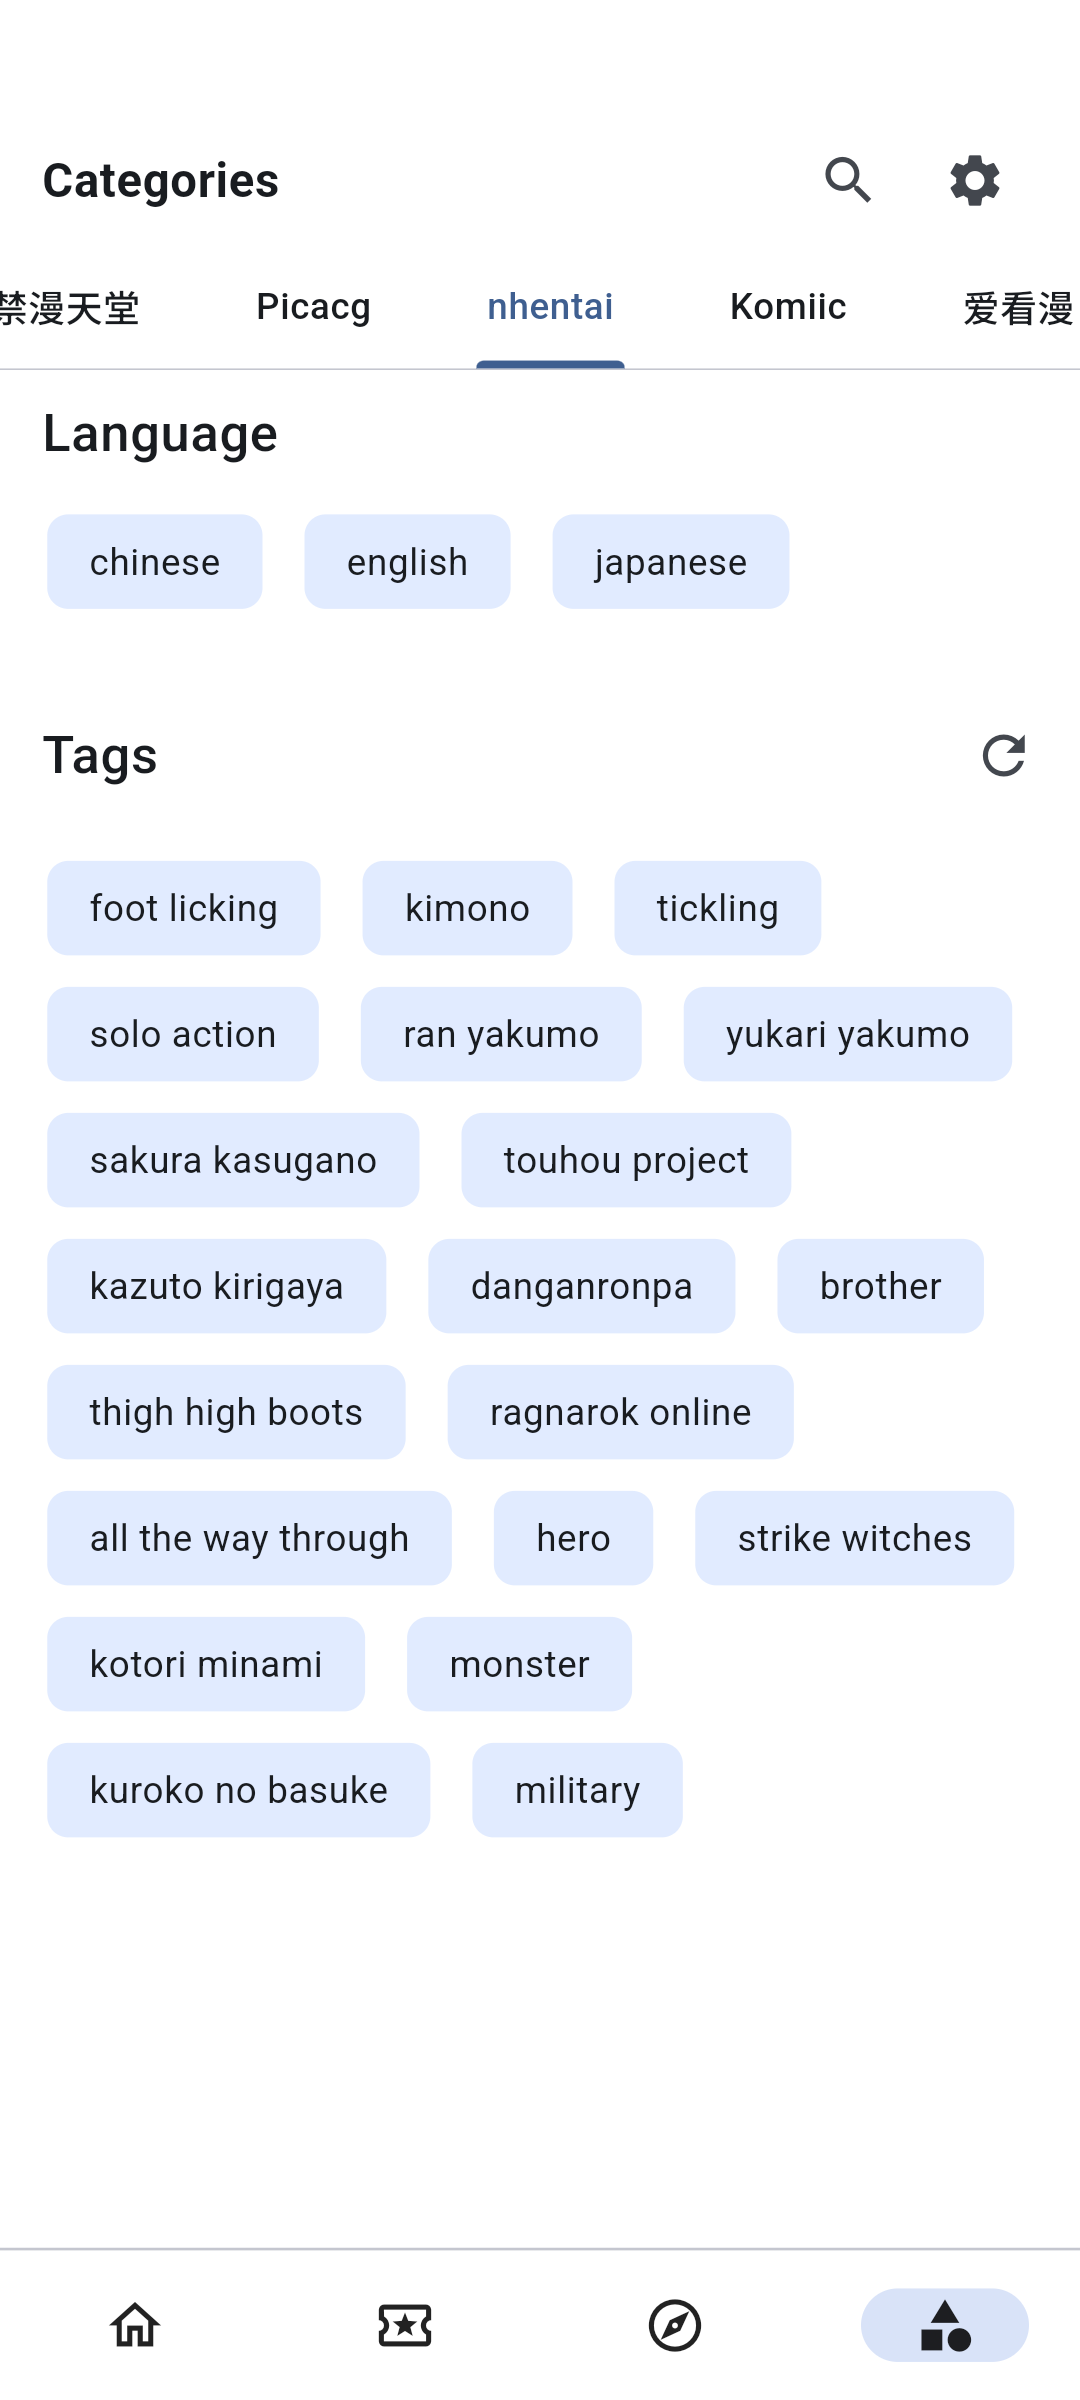 Categories
禁漫天堂 Picacg nhentai Komiic 爱看漫
Language
chinese english japanese
Tags
foot licking kimono tickling
solo action ran yakumo yukari yakumo
sakura kasugano touhou project
kazuto kirigaya danganronpa brother
thigh high boots ragnarok online
all the way through hero strike witches
kotori minami monster
kuroko no basuke military